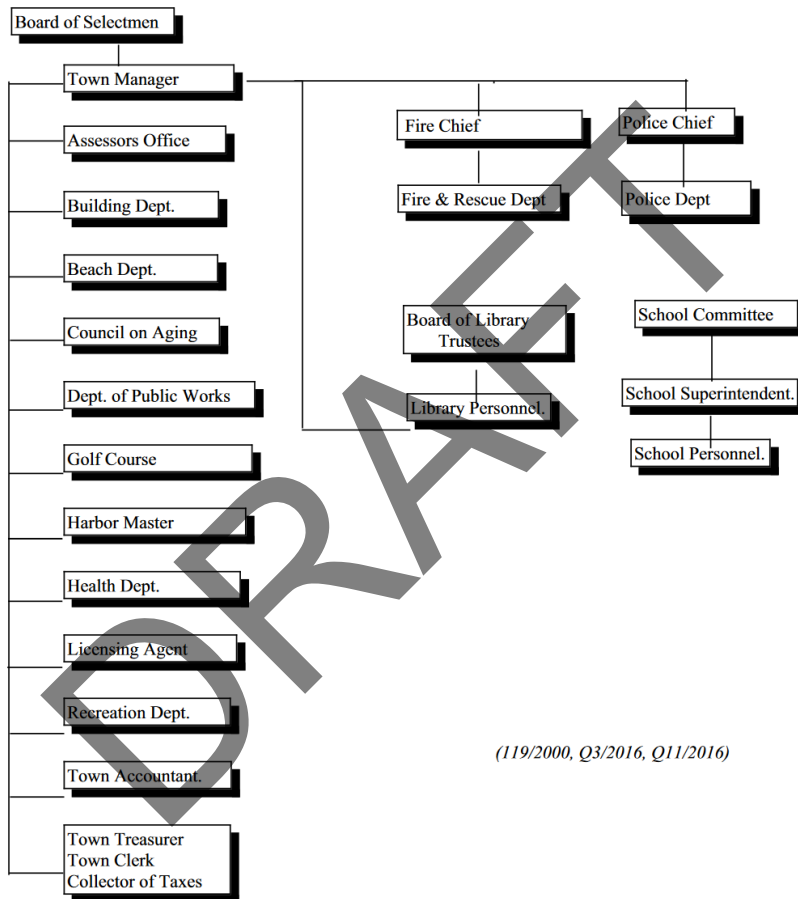 Board of Selectmen
Town Manager
Fire Chief
Police Chief
Assessors Office
Fire & Rescue Dept
Police Dept
Building Dept.
Beach Dept.
Board of Library
Trustees
School Committee
Council on Aging
Dept. of Public Works
Library Personnel.
School Superintendent.
Golf Course
School Personnel.
Harbor Master
Health Dept.
Licensing Agent
Recreation Dept.
(119/2000, Q3/2016, Q11/2016)
Town Accountant.
Town Treasurer
Town Clerk
Collector of Taxes
DRAFT